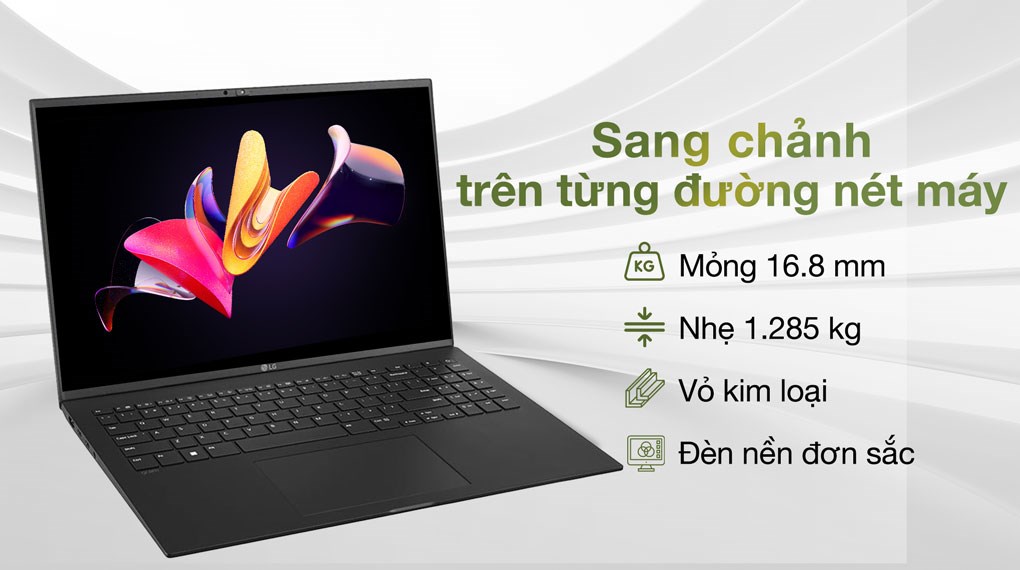 Sang chảnh
trên từng đường nét máy
KG Mỏng 16.8 mm
Nhẹ 1.285 kg
Vỏ kim loại
Đèn nền đơn sắc
LG